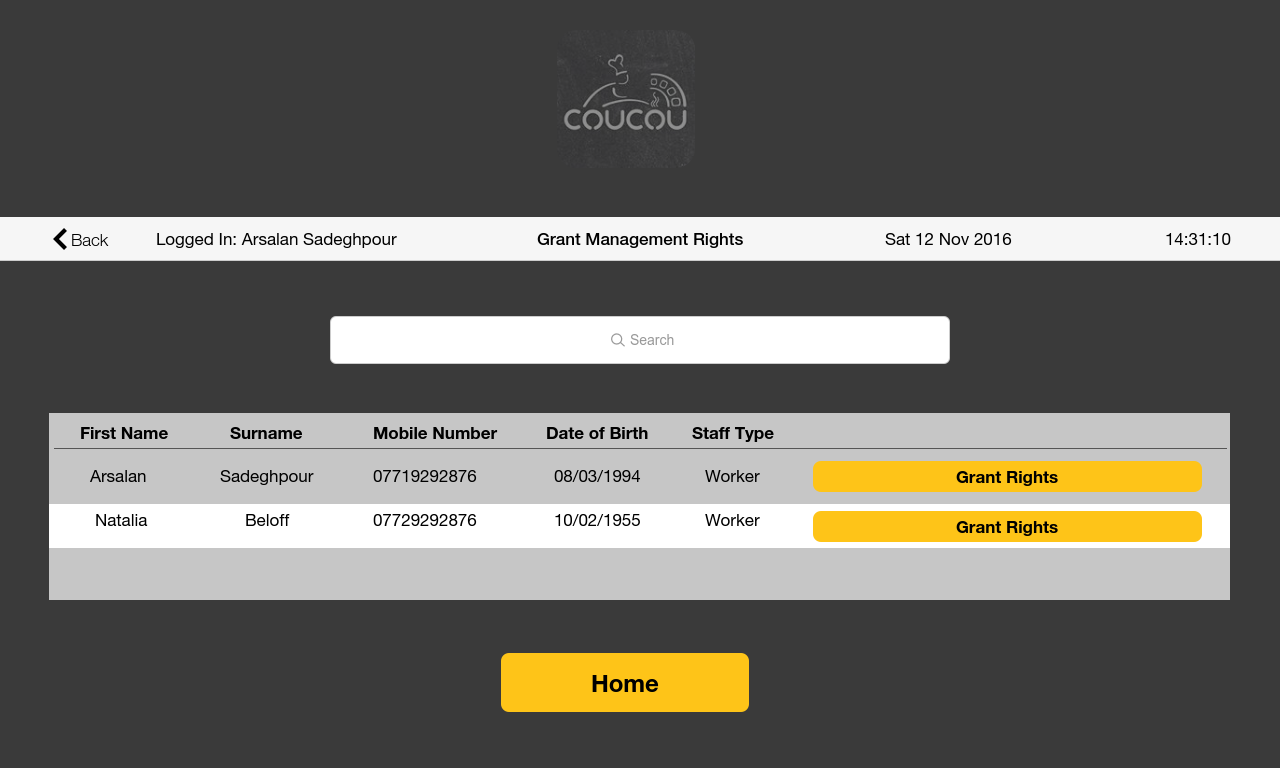 COUCOU
Back Logged In: Arsalan Sadeghpour Grant Management Rights Sat 12 Nov 2016 14:31:10
Search
First Name Surname Mobile Number Date of Birth Staff Type
Arsalan Sadeghpour 07719292876 08/03/1994 Worker Grant Rights
Natalia Beloff 07729292876 10/02/1955 Worker Grant Rights
Home